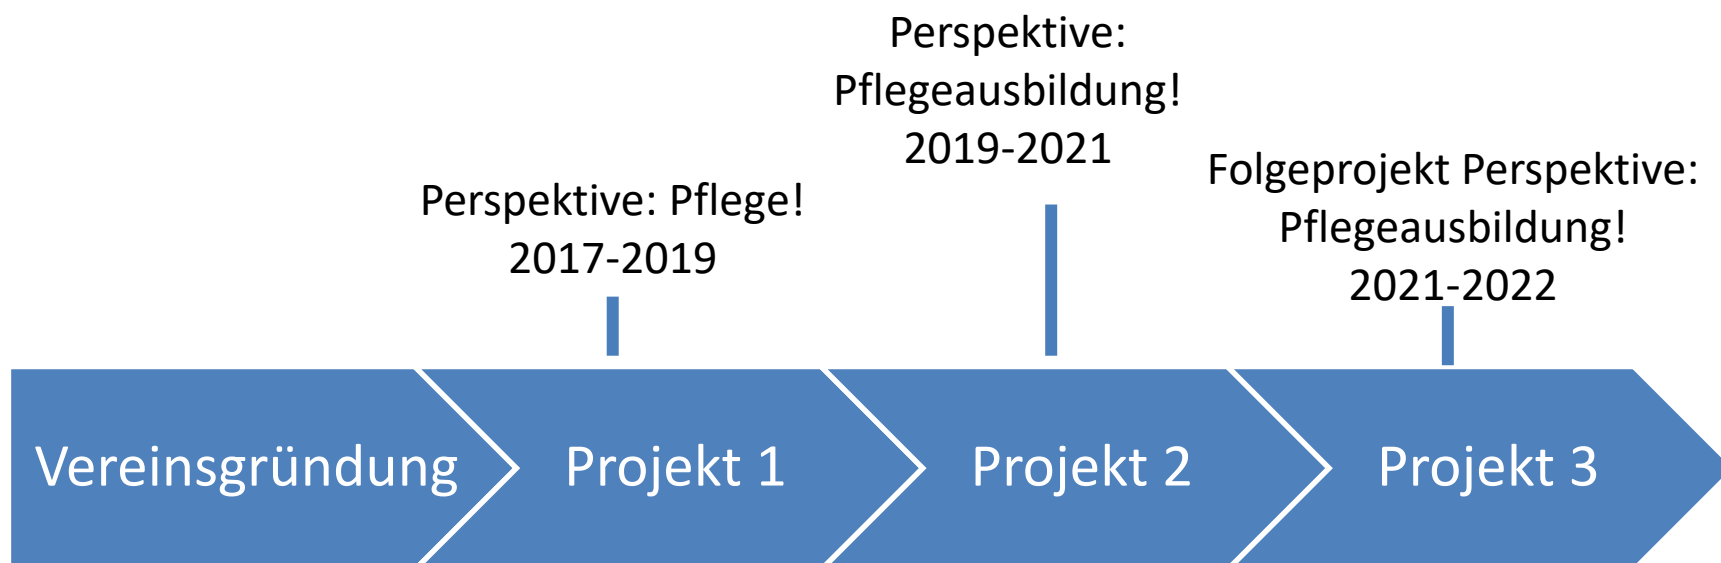 Perspektive: Pflege!
2017-2019
Perspektive:
Pflegeausbildung!
2019-2021
Folgeprojekt Perspektive:
Pflegeausbildung!
2021-2022
Vereinsgründung
Projekt 1
Projekt 2
Projekt 3